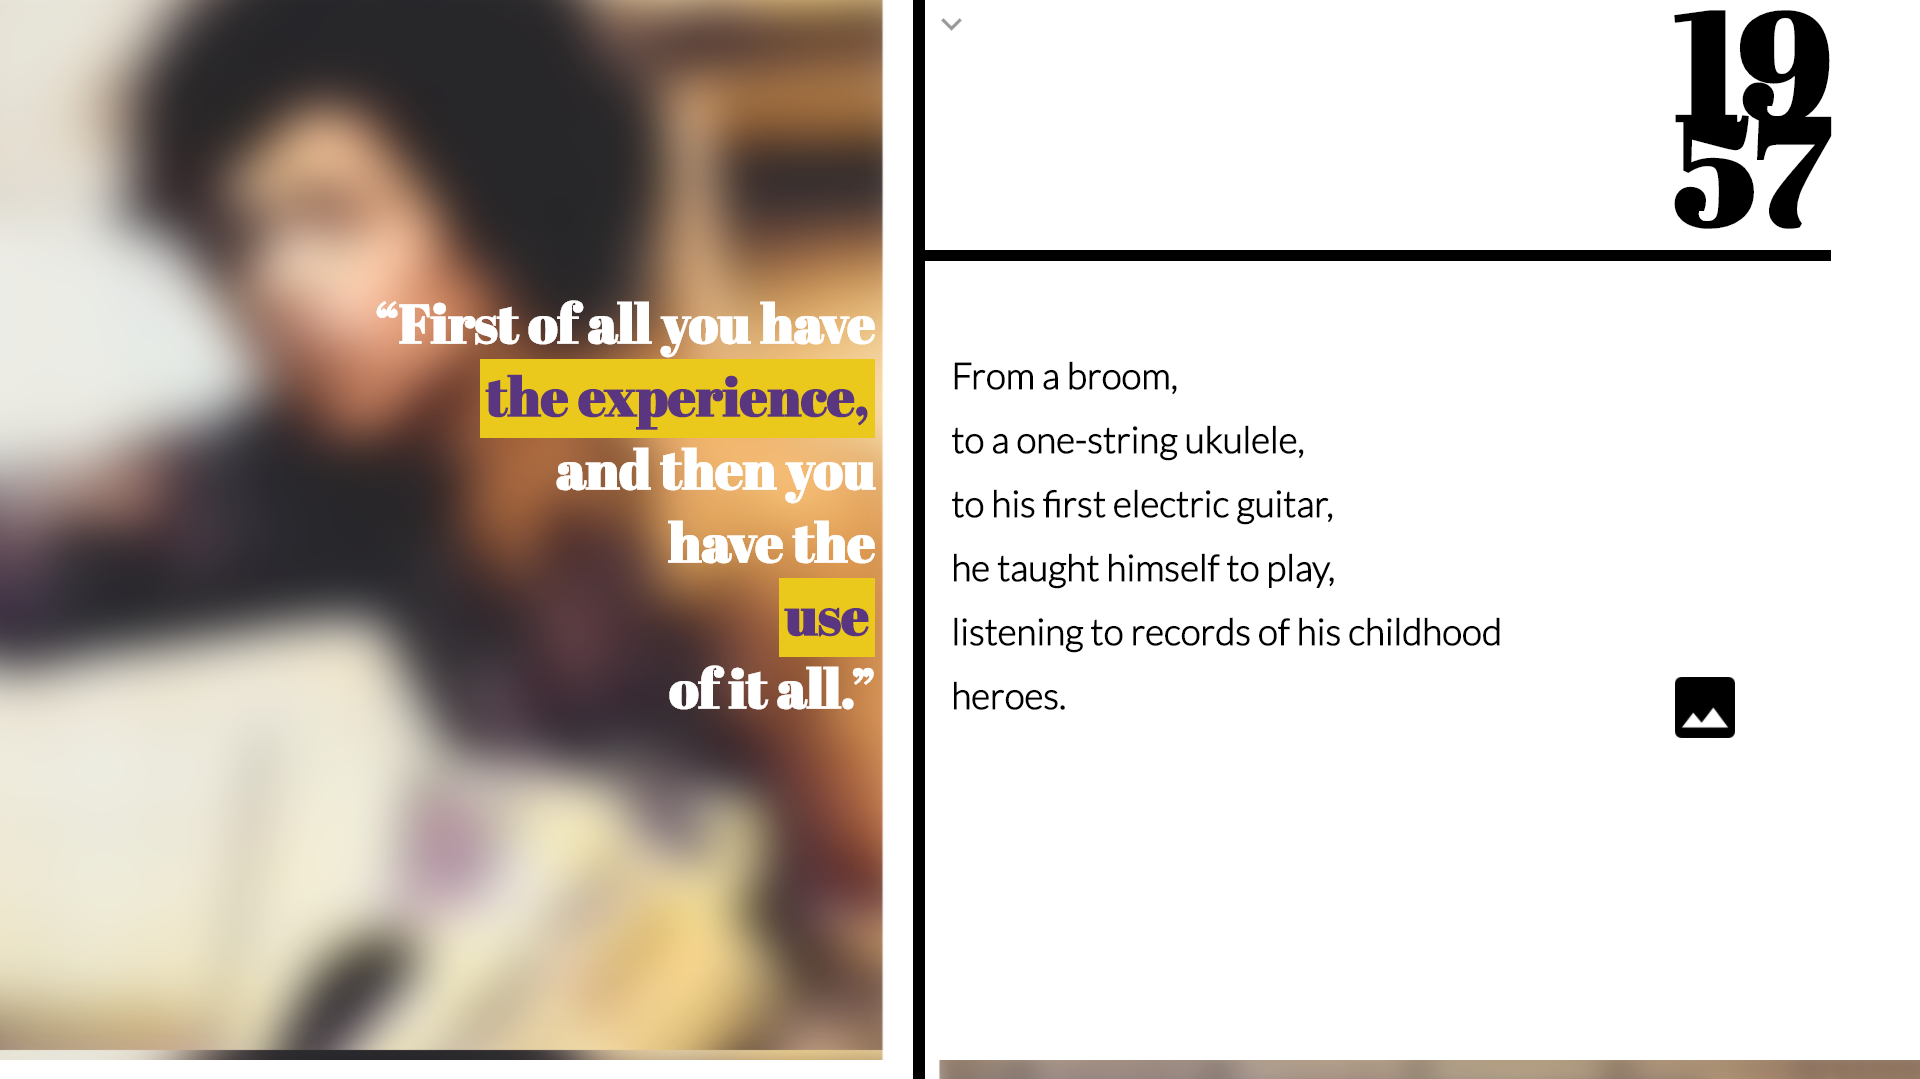 “First of all you have
the experience,
and then you
have the
use
of it all.”
19
57
From a broom,
to a one-string ukulele,
to his first electric guitar,
he taught himself to play,
listening to records of his childhood
heroes.